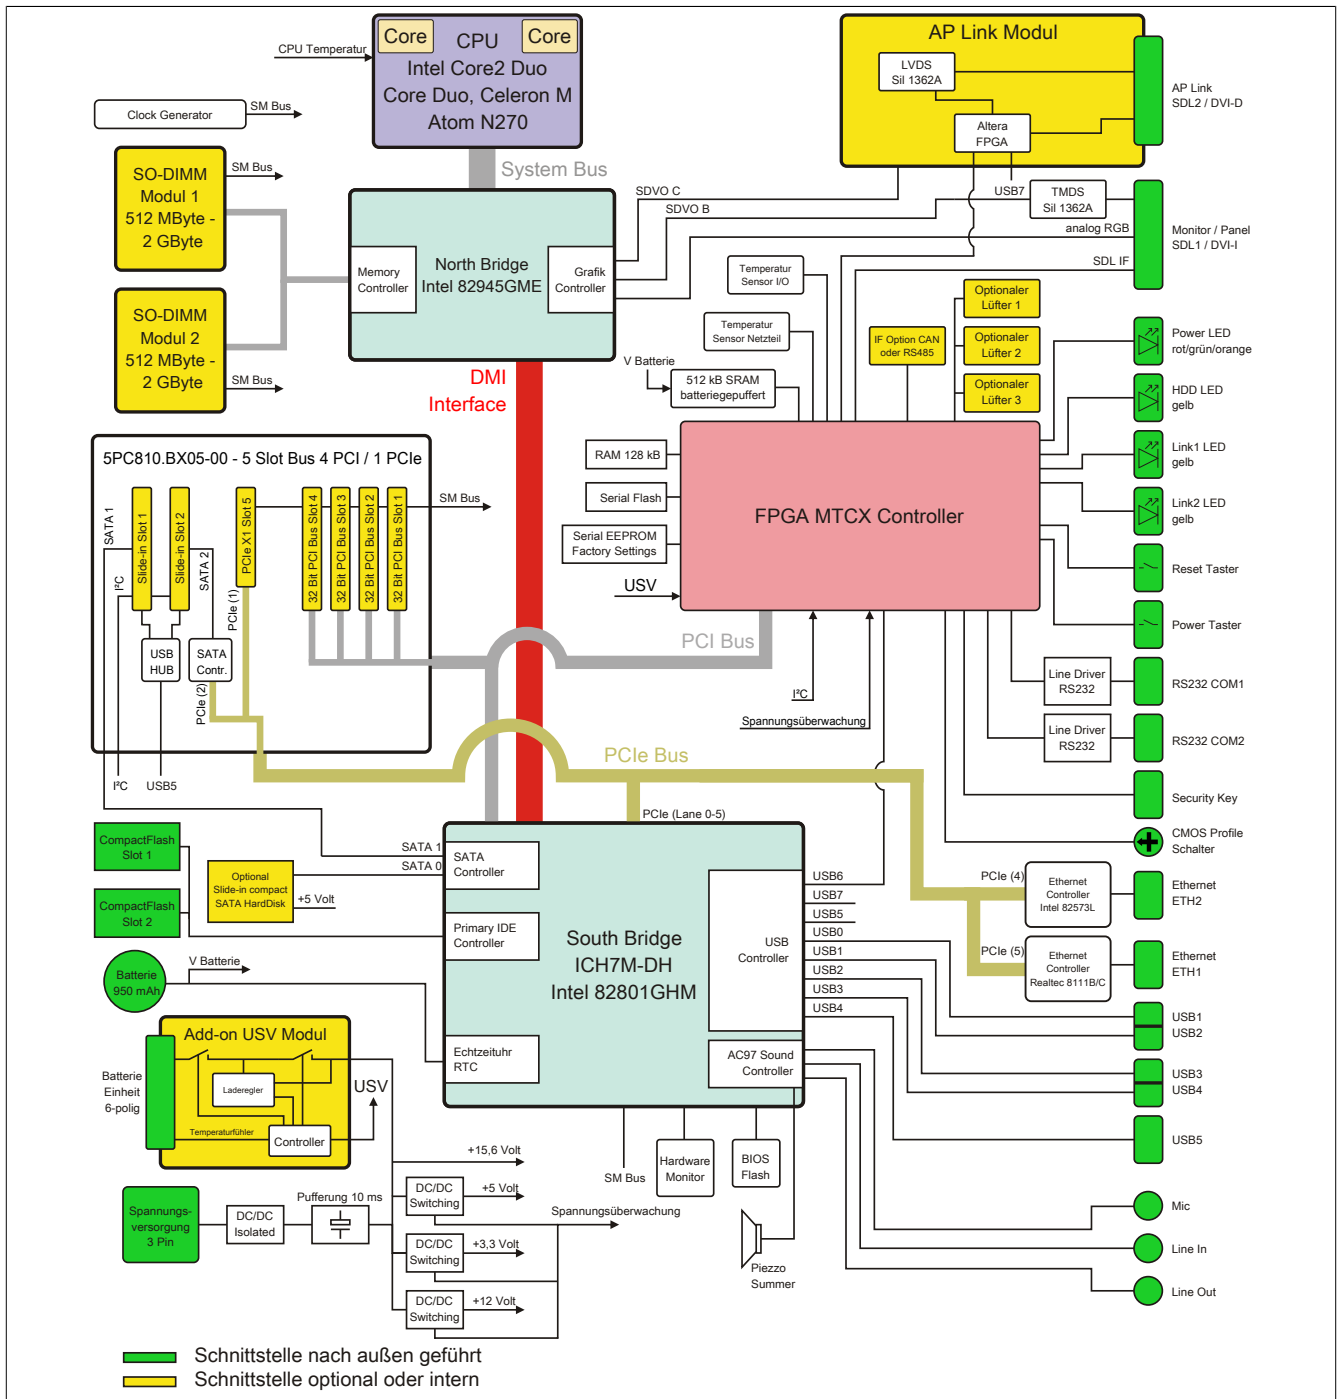 Core
CPU
Core
CPU Temperatur
Intel Core2 Duo
Core Duo, Celeron M
Atom N270
Clock Generator
SM Bus
System Bus
SO-DIMM
Modul 1
512 MByte -
2 GByte
SM Bus
SO-DIMM
Modul 2
512 MByte -
2 GByte
SM Bus
Memory
Controller
North Bridge
Intel 82945GME
Grafik
Controller
DMI
Interface
AP Link Modul
LVDS
Sil 1362A
Altera
FPGA
AP Link
SDL2 / DVI-D
SDVO C
SDVO B
USB7
TMDS
Sil 1362A
analog RGB
SDL IF
Monitor / Panel
SDL1 / DVI-I
Temperatur
Sensor I/O
Temperatur
Sensor Netzteil
V Batterie
512 kB SRAM
batteriegepuffert
IF Option CAN
oder RS485
Optionaler
Lüfter 1
Optionaler
Lüfter 2
Optionaler
Lüfter 3
Power LED
rot/grün/orange
HDD LED
gelb
Link1 LED
gelb
Link2 LED
gelb
Reset Taster
Power Taster
RAM 128 kB
Serial Flash
Serial EEPROM
Factory Settings
USV
FPGA MTCX Controller
5PC810.BX05-00 - 5 Slot Bus 4 PCI / 1 PCIe
SATA 1
I²C
Slide-in Slot 1
Slide-in Slot 2
SATA 2
PCIe (1)
PCIe X1 Slot 5
32 Bit PCI Bus Slot 4
32 Bit PCI Bus Slot 3
32 Bit PCI Bus Slot 2
32 Bit PCI Bus Slot 1
SM Bus
USB
HUB
SATA
Contr.
PCIe (2)
I²C
USB5
PCI Bus
I²C
Spannungsüberwachung
Line Driver
RS232
RS232 COM1
Line Driver
RS232
RS232 COM2
Security Key
CMOS Profile
Schalter
PCIe Bus
PCIe (Lane 0-5)
PCIe (4)
Ethernet
Controller
Intel 82573L
Ethernet
ETH2
PCIe (5)
Ethernet
Controller
Realtec 8111B/C
Ethernet
ETH1
CompactFlash
Slot 1
CompactFlash
Slot 2
Optional
Slide-in compact
SATA HardDisk
+5 Volt
SATA 1
SATA 0
SATA
Controller
Primary IDE
Controller
Batterie
950 mAh
V Batterie
South Bridge
ICH7M-DH
Intel 82801GHM
USB
Controller
USB6
USB7
USB5
USB0
USB1
USB2
USB3
USB4
Echtzeituhr
RTC
AC97 Sound
Controller
USB1
USB2
USB3
USB4
USB5
Add-on USV Modul
Batterie
Einheit
6-polig
Laderegler
Temperaturfühler
Controller
USV
+15,6 Volt
SM Bus
Hardware
Monitor
BIOS
Flash
Piezzo
Summer
Mic
Line In
Line Out
Spannungs-
versorgung
3 Pin
DC/DC
Isolated
Pufferung 10 ms
DC/DC
Switching
+5 Volt
Spannungsüberwachung
DC/DC
Switching
+3,3 Volt
DC/DC
Switching
+12 Volt
Schnittstelle nach außen geführt
Schnittstelle optional oder intern